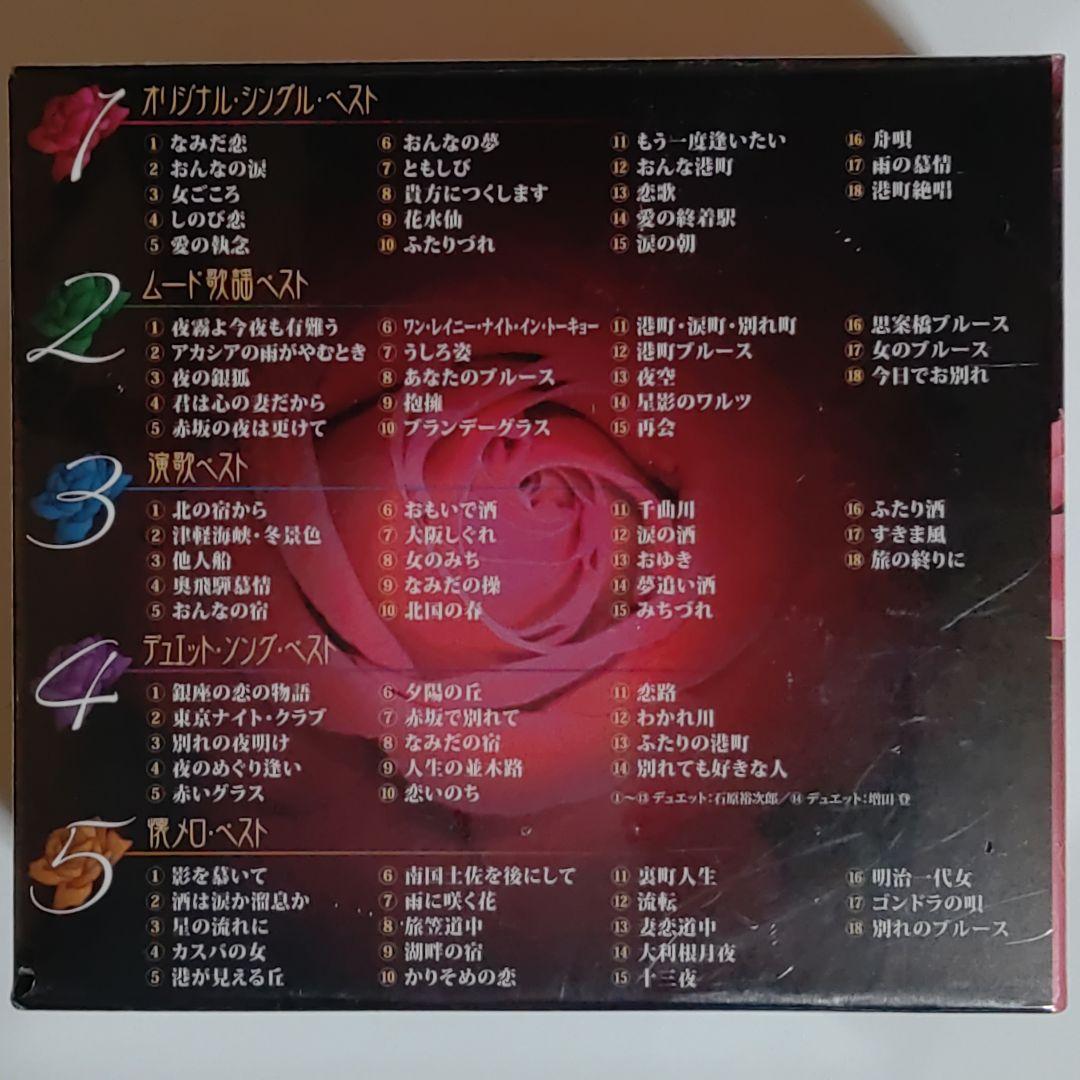 1 オリジナル・シングル・ベスト
1 なみだ恋
2 おんなの涙
3 女ごころ
4 しのび恋
5 愛の執念
6 おんなの夢
7 ともしび
8 貴方につくします
9 花水仙
10 ふたりづれ
11 もう一度逢いたい
12 おんな港町
13 恋歌
14 愛の終着駅
15 涙の朝
16 舟唄
17 雨の慕情
18 港町絶唱
2 ムード歌謡ベスト
1 夜霧よ今夜も有難う
2 アカシアの雨がやむとき
3 夜の銀狐
4 君は心の妻だから
5 赤坂の夜は更けて
6 ワン・レイニー・ナイト・イン・トーキョー
7 うしろ姿
8 あなたのブルース
9 抱擁
10 ブランデーグラス
11 港町・涙町・別れ町
12 港町ブルース
13 夜空
14 星影のワルツ
15 再会
16 思案橋ブルース
17 女のブルース
18 今日でお別れ
3 演歌ベスト
1 北の宿から
2 津軽海峡・冬景色
3 他人船
4 奥飛騨慕情
5 おんなの宿
6 おもいで酒
7 大阪しぐれ
8 女のみち
9 なみだの操
10 北国の春
11 千曲川
12 涙の酒
13 おゆき
14 夢追い酒
15 みちづれ
16 ふたり酒
17 すきま風
18 旅の終りに
4 デュエット・ソング・ベスト
1 銀座の恋の物語
2 東京ナイト・クラブ
3 別れの夜明け
4 夜のめぐり逢い
5 赤いグラス
6 夕陽の丘
7 赤坂で別れて
8 なみだの宿
9 人生の並木路
10 恋いのち
11 恋路
12 わかれ川
13 ふたりの港町
14 別れても好きな人
①〜⑬ デュエット:石原裕次郎/⑭ デュエット:増田 登
5 懐メロ・ベスト
1 影を慕いて
2 酒は涙か溜息か
3 星の流れに
4 カスバの女
5 港が見える丘
6 南国土佐を後にして
7 雨に咲く花
8 旅笠道中
9 湖畔の宿
10 かりそめの恋
11 裏町人生
12 流転
13 妻恋道中
14 大利根月夜
15 十三夜
16 明治一代女
17 ゴンドラの唄
18 別れのブルース